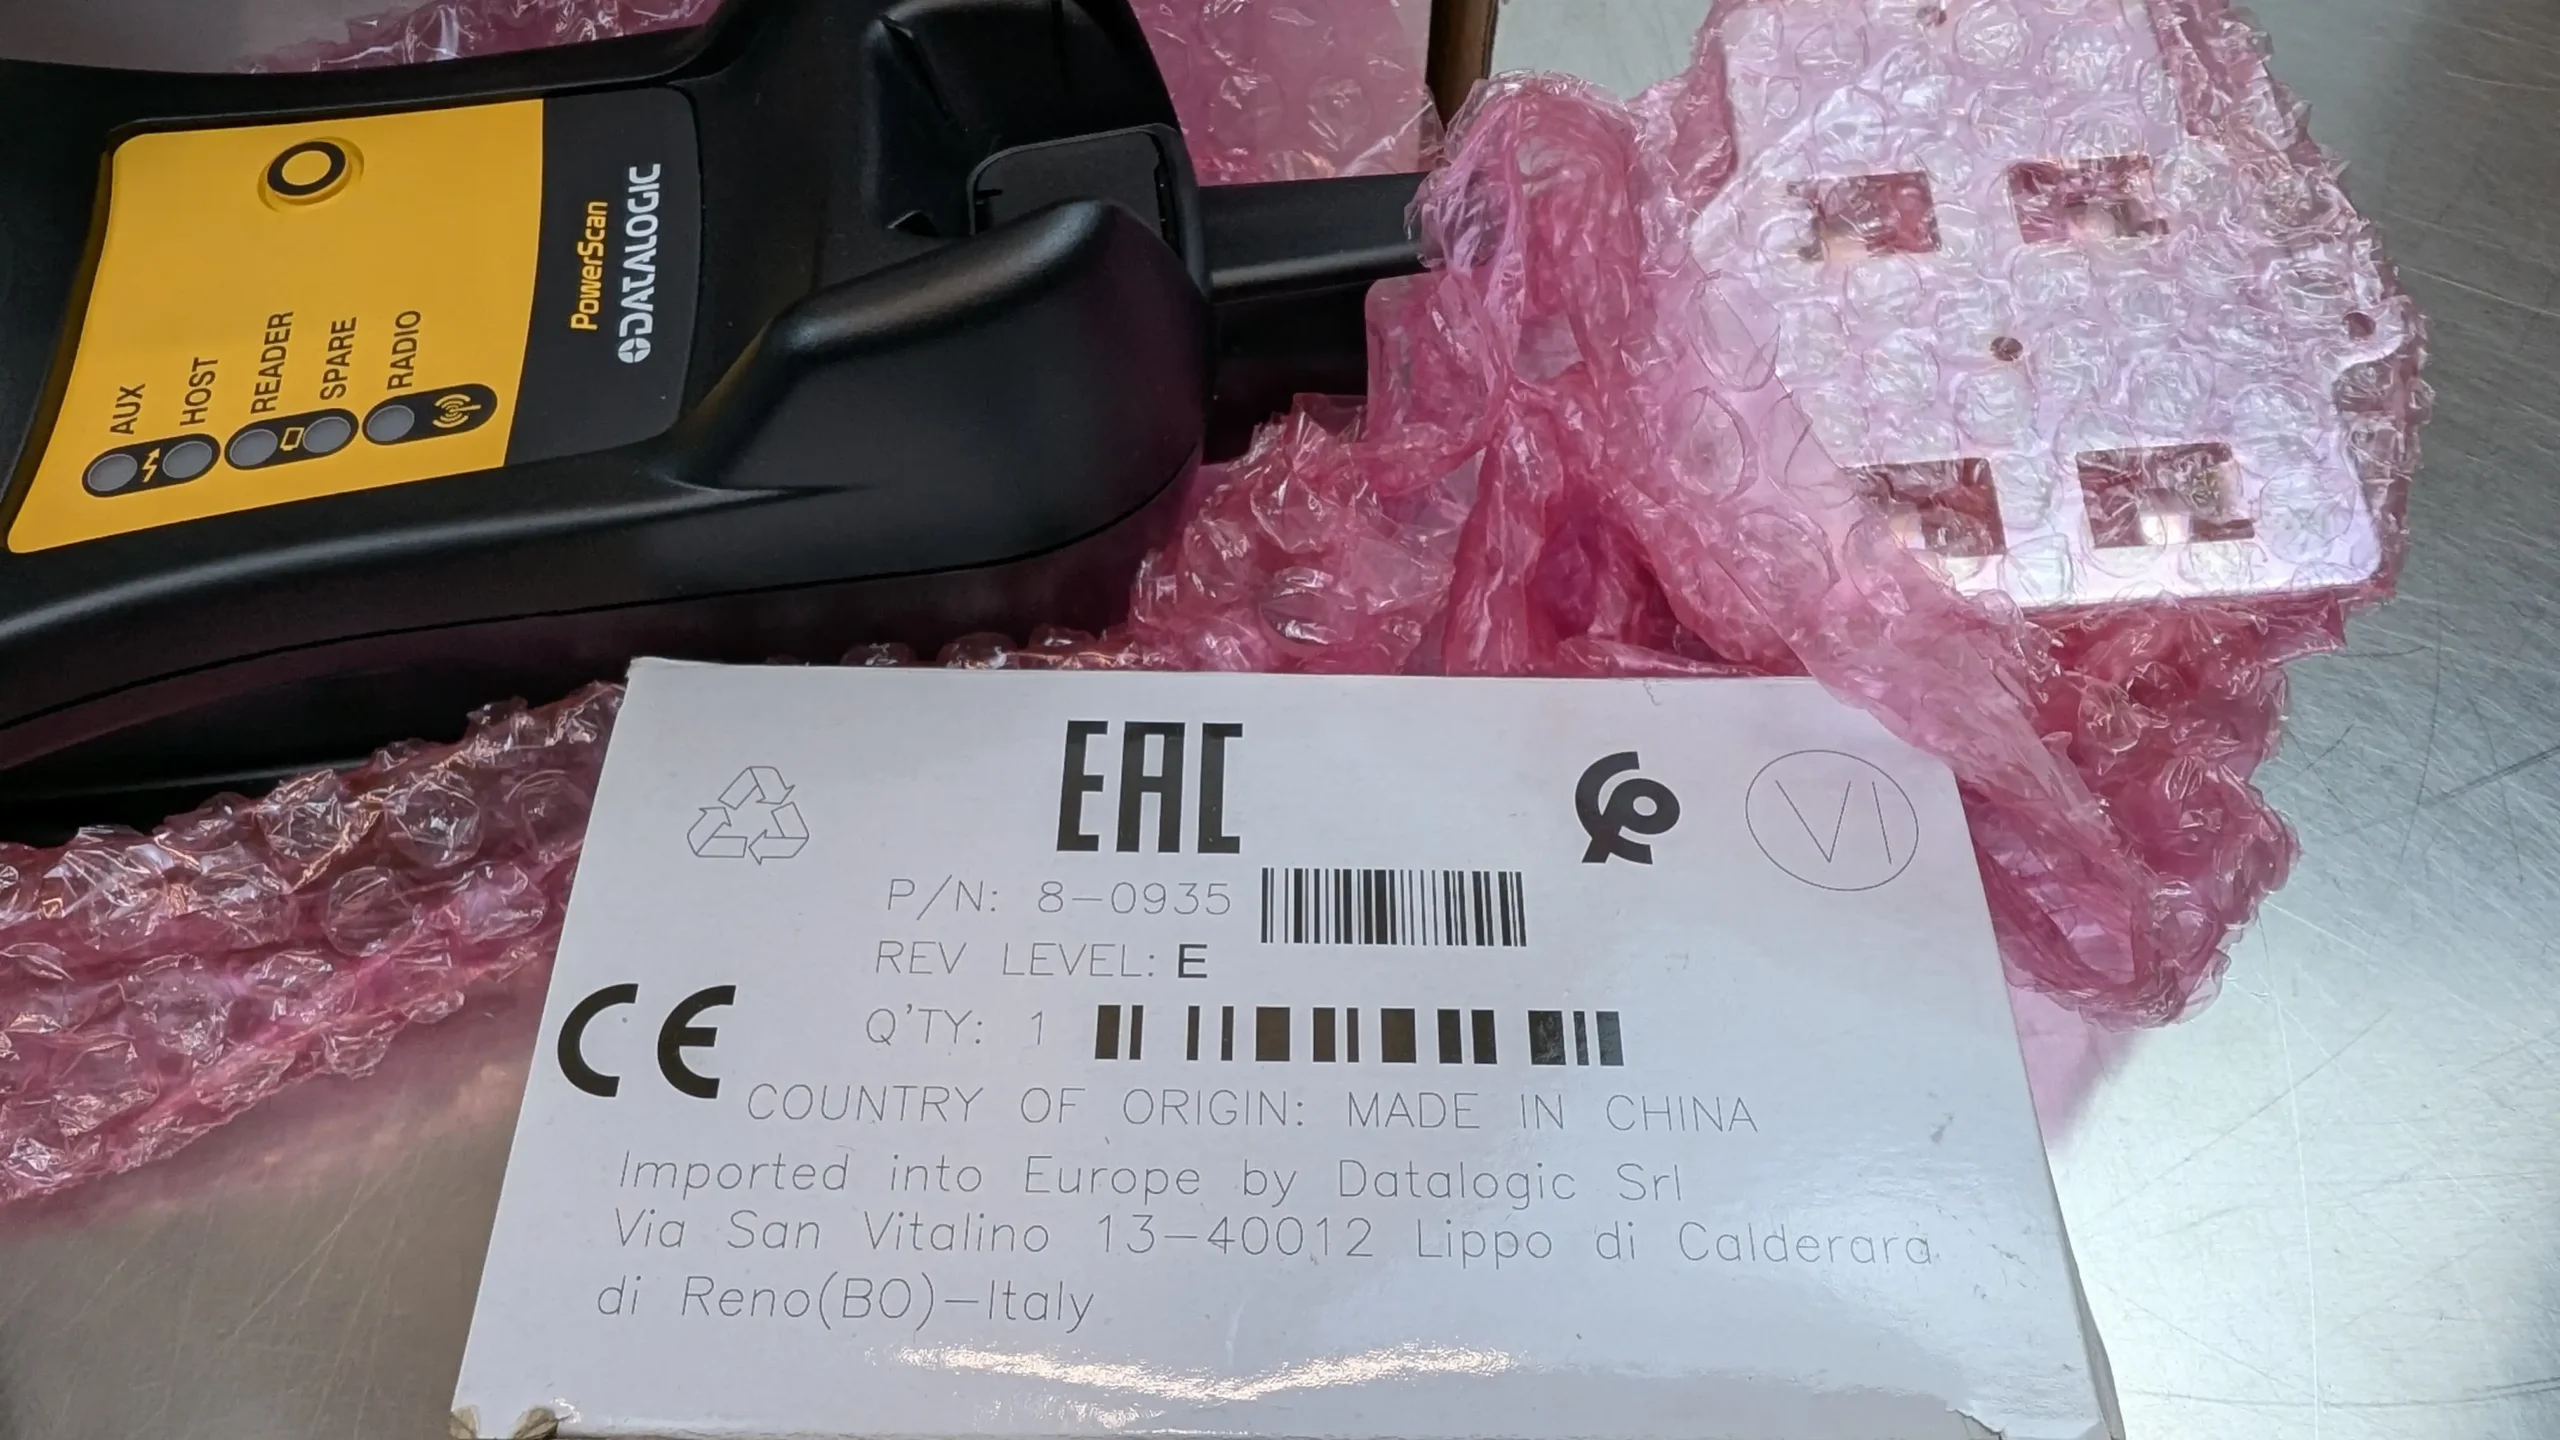 PowerScan
DATALOGIC
AUX
HOST
READER
SPARE
RADIO
EAC
VI
P/N: 8-0935
REV LEVEL: E
Q'TY: 1
CE
COUNTRY OF ORIGIN: MADE IN CHINA
Imported into Europe by Datalogic Srl
Via San Vitalino 13-40012 Lippo di Calderara
di Reno(BO)-Italy